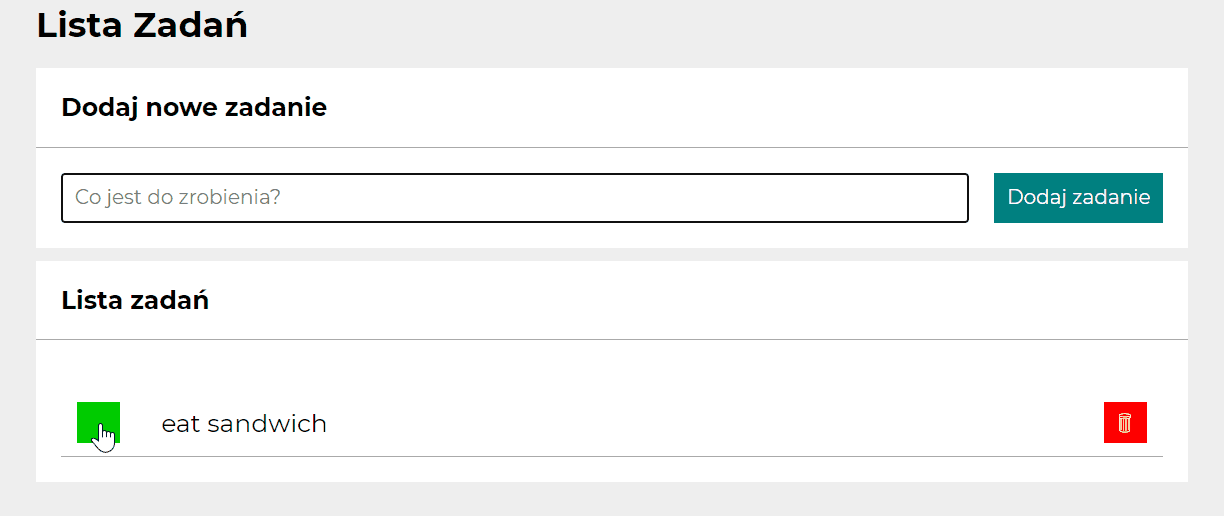 Lista Zadań
Dodaj nowe zadanie
Co jest do zrobienia?
Dodaj zadanie
Lista zadań
eat sandwich